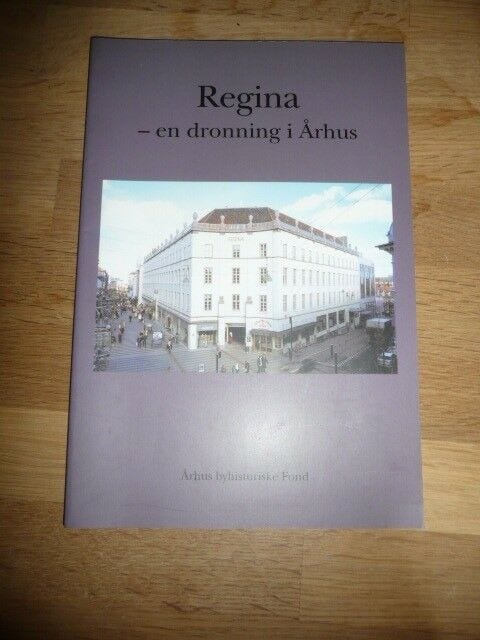 Regina
– en dronning i Århus
Århus byhistoriske Fond